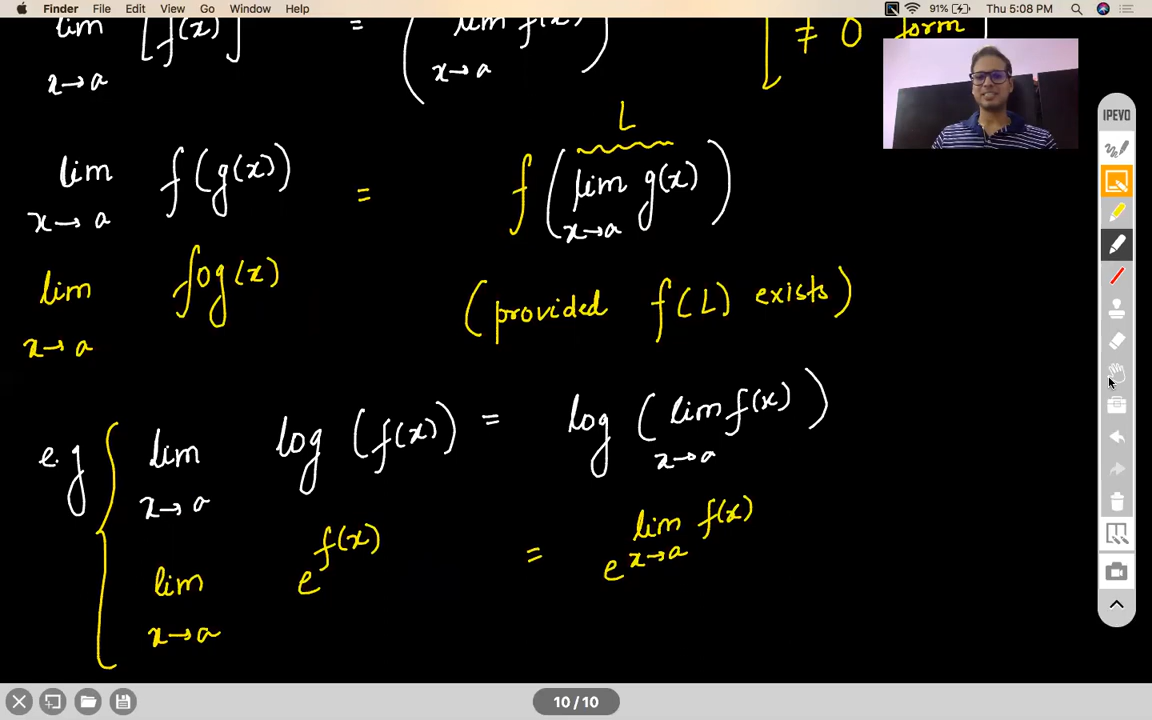 Finder File Edit View Go Window Help 91% Thu 5:08 PM
lim x→a [f(x)] = (lim x→a f(x)) [≠ 0 form]
IPEVO
L
lim x→a f(g(x)) = f(lim x→a g(x))
lim x→a fog(x) (provided f(L) exists)
e.g lim x→a log (f(x)) = log (lim x→a f(x))
lim x→a e^f(x) = e^lim x→a f(x)
10/10